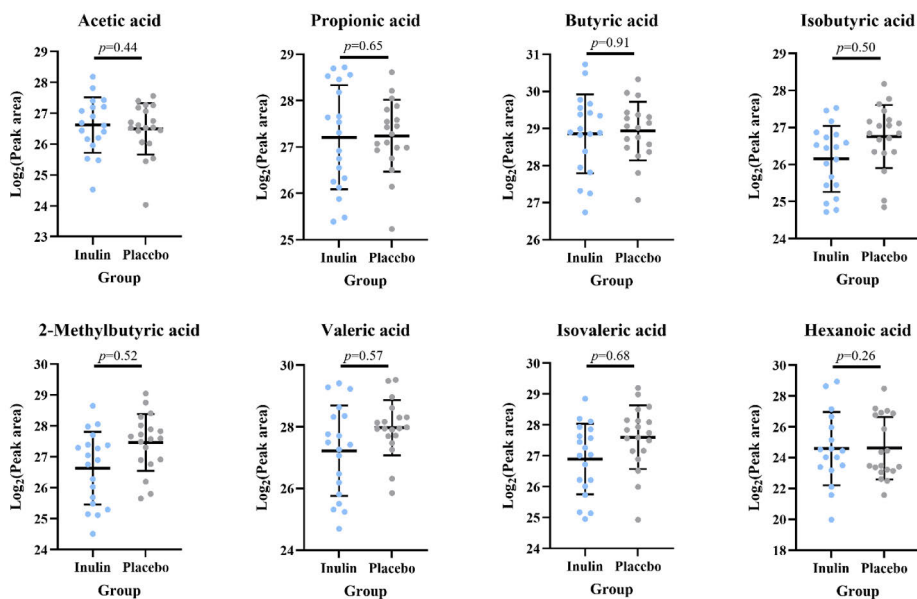 Acetic acid
p=0.44
Log2(Peak area)
29
28
27
26
25
24
23
Inulin Placebo
Group
Propionic acid
p=0.65
Log2(Peak area)
29
28
27
26
25
Inulin Placebo
Group
Butyric acid
p=0.91
Log2(Peak area)
31
30
29
28
27
26
Inulin Placebo
Group
Isobutyric acid
p=0.50
Log2(Peak area)
29
28
27
26
25
24
Inulin Placebo
Group
2-Methylbutyric acid
p=0.52
Log2(Peak area)
30
29
28
27
26
25
24
Inulin Placebo
Group
Valeric acid
p=0.57
Log2(Peak area)
30
28
26
24
Inulin Placebo
Group
Isovaleric acid
p=0.68
Log2(Peak area)
30
29
28
27
26
25
24
Inulin Placebo
Group
Hexanoic acid
p=0.26
Log2(Peak area)
30
28
26
24
22
20
18
Inulin Placebo
Group